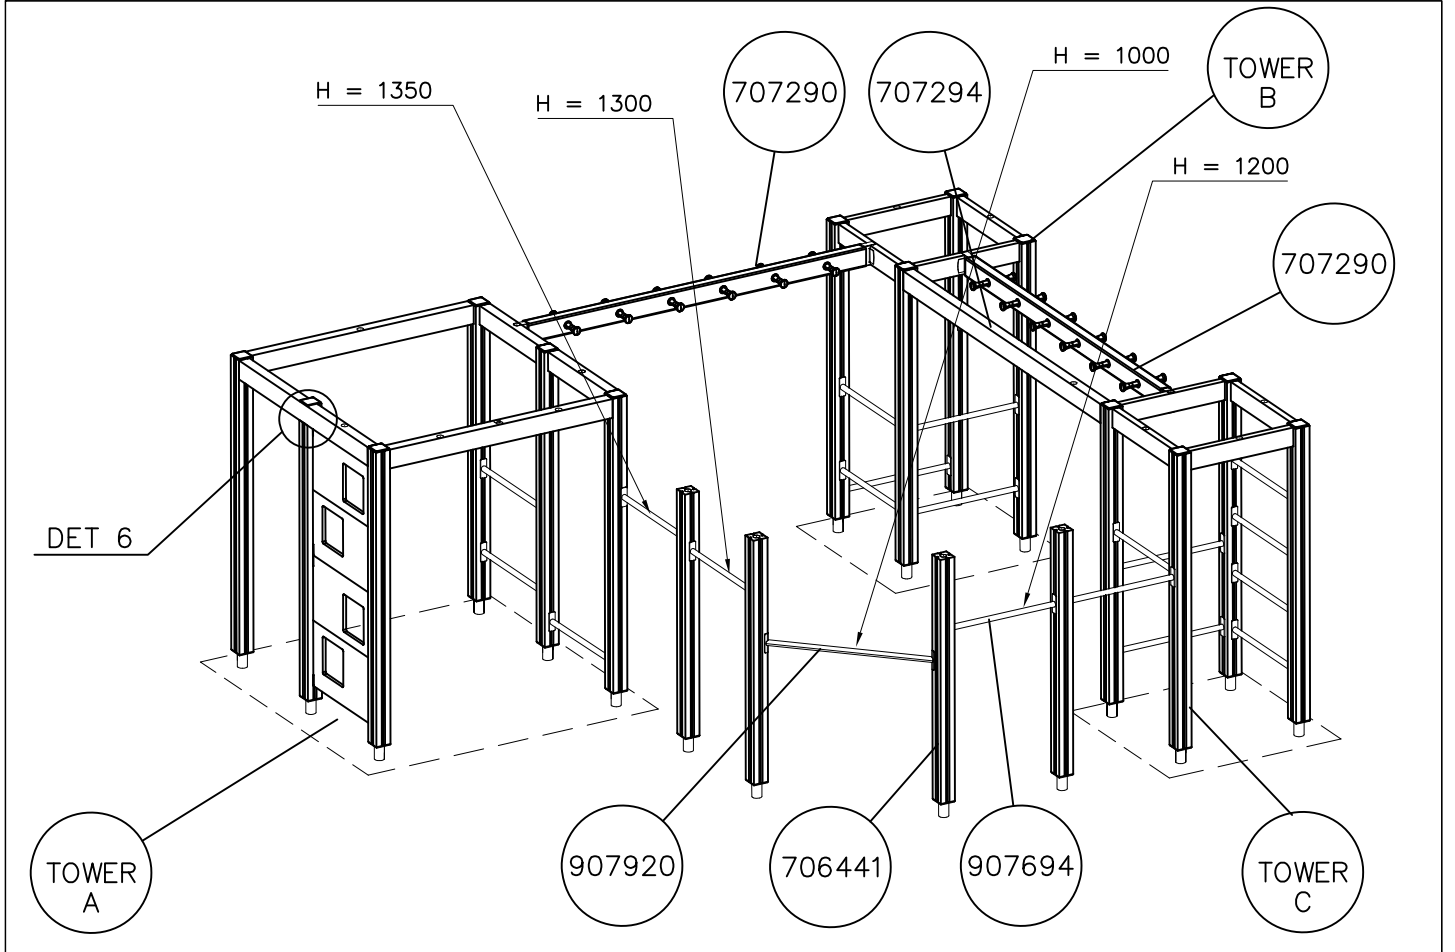 H = 1350
H = 1300
707290
707294
H = 1000
TOWER
B
H = 1200
707290
DET 6
TOWER
A
907920
706441
907694
TOWER
C